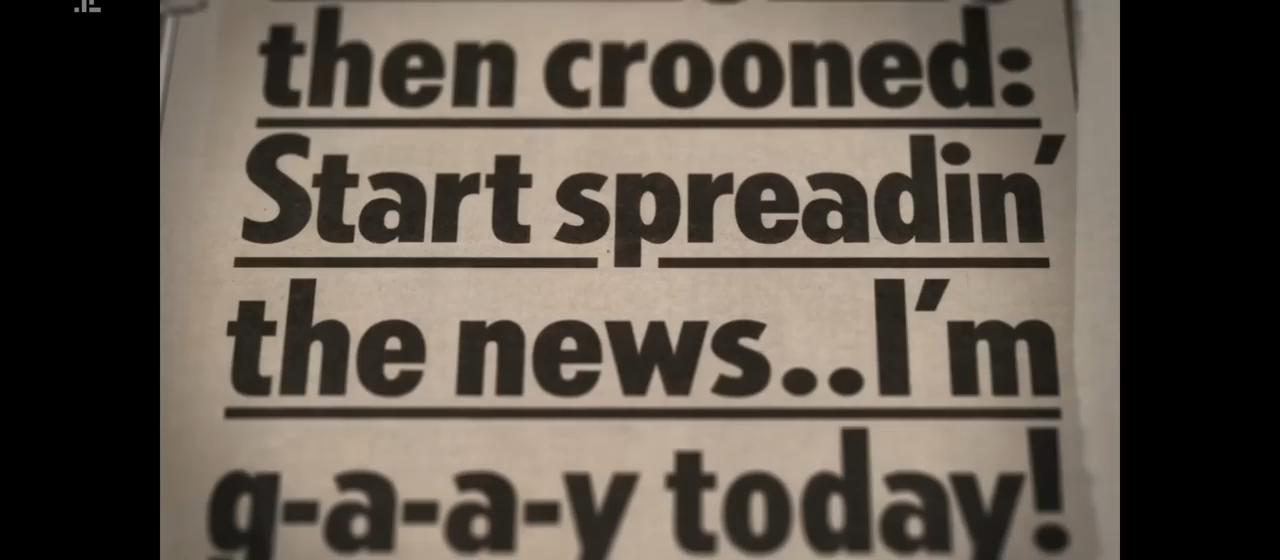 then crooned:
Start spreadin'
the news..I'm
g-a-a-y today!